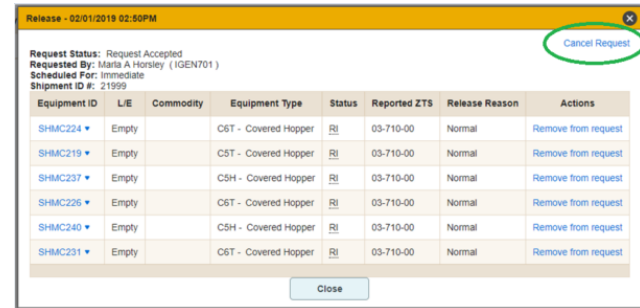 Release - 02/01/2019 02:50PM
Cancel Request
Request Status: Request Accepted
Requested By: Marla A Horsley ( IGEN701 )
Scheduled For: Immediate
Shipment ID #: 21999
Equipment ID L/E Commodity Equipment Type Status Reported ZTS Release Reason Actions
SHMC224 Empty C6T - Covered Hopper RI 03-710-00 Normal Remove from request
SHMC219 Empty C5T - Covered Hopper RI 03-710-00 Normal Remove from request
SHMC237 Empty C5H - Covered Hopper RI 03-710-00 Normal Remove from request
SHMC226 Empty C6T - Covered Hopper RI 03-710-00 Normal Remove from request
SHMC240 Empty C5H - Covered Hopper RI 03-710-00 Normal Remove from request
SHMC231 Empty C6T - Covered Hopper RI 03-710-00 Normal Remove from request
Close